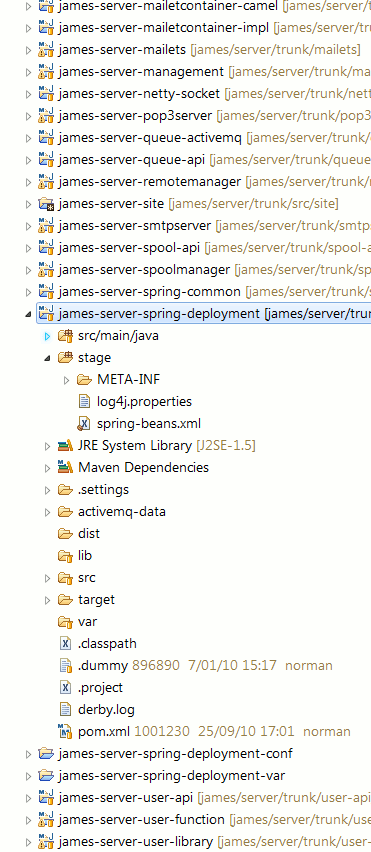 james-server-mailetcontainer-camel [james/server/tr
james-server-mailetcontainer-impl [james/server/trun
james-server-mailets [james/server/trunk/mailets]
james-server-management [james/server/trunk/ma
james-server-netty-socket [james/server/trunk/nett
james-server-pop3server [james/server/trunk/pop3
james-server-queue-activemq [james/server/trunk/
james-server-queue-api [james/server/trunk/queue
james-server-remotemanager [james/server/trunk/
james-server-site [james/server/trunk/src/site]
james-server-smtpserver [james/server/trunk/smtps
james-server-spool-api [james/server/trunk/spool-a
james-server-spoolmanager [james/server/trunk/sp
james-server-spring-common [james/server/trunk/s
james-server-spring-deployment [james/server/trun
src/main/java
stage
META-INF
log4j.properties
spring-beans.xml
JRE System Library [J2SE-1.5]
Maven Dependencies
.settings
activemq-data
dist
lib
src
target
var
.classpath
.dummy 896890 7/01/10 15:17 norman
.project
derby.log
pom.xml 1001230 25/09/10 17:01 norman
james-server-spring-deployment-conf
james-server-spring-deployment-var
james-server-user-api [james/server/trunk/user-api
james-server-user-function [james/server/trunk/use
james-server-user-library [james/server/trunk/user-